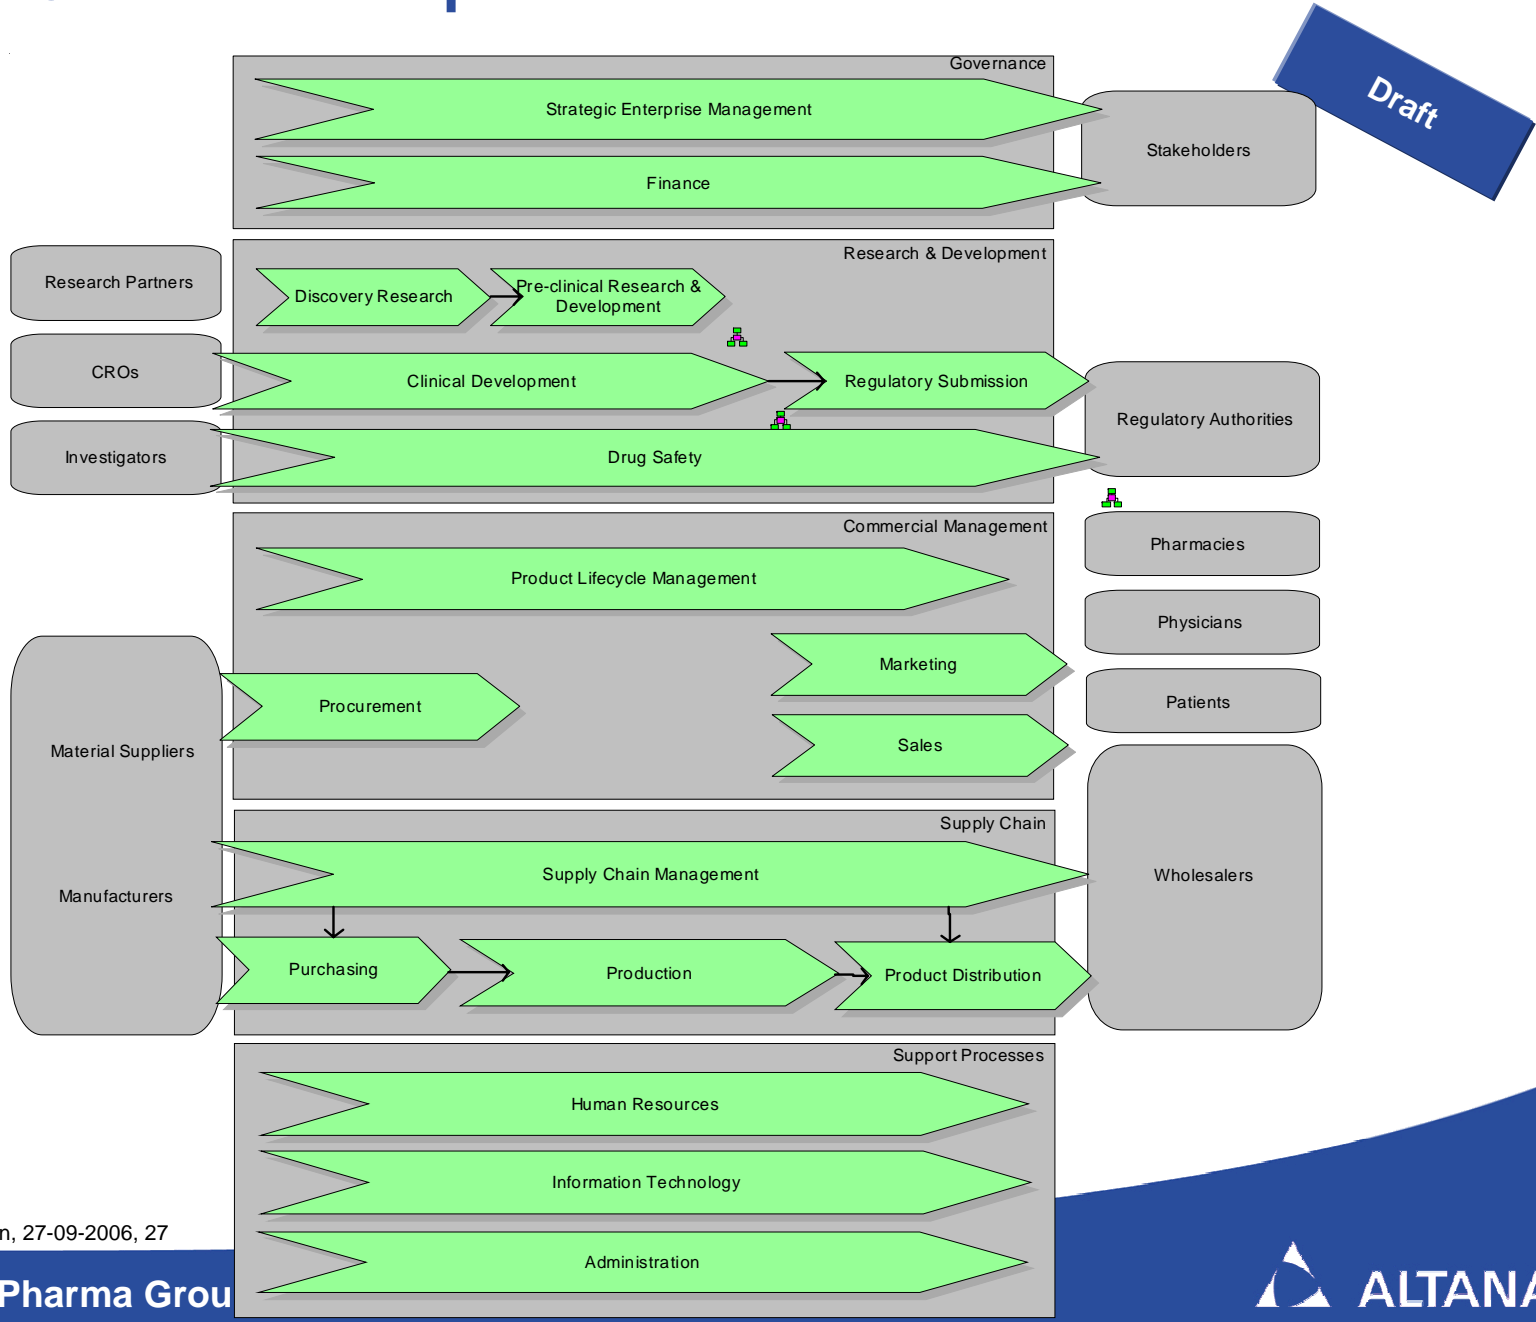 Draft
Governance
Strategic Enterprise Management
Stakeholders
Finance
Research & Development
Research Partners
Discovery Research
Pre-clinical Research &
Development
CROs
Clinical Development
Regulatory Submission
Regulatory Authorities
Investigators
Drug Safety
Commercial Management
Pharmacies
Product Lifecycle Management
Physicians
Marketing
Procurement
Patients
Sales
Material Suppliers
Supply Chain
Supply Chain Management
Wholesalers
Manufacturers
Purchasing
Production
Product Distribution
Support Processes
Human Resources
Information Technology
n, 27-09-2006, 27
Administration
Pharma Grou
ALTANA